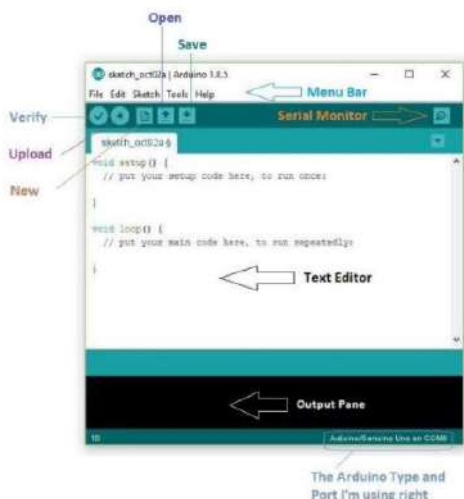 Open
Save
sketch_oct02a | Arduino 1.8.5
File Edit Sketch Tools Help
Menu Bar
Verify
Serial Monitor
Upload
sketch_oct02a §
New
void setup() {
// put your setup code here, to run once:
}
void loop() {
// put your main code here, to run repeatedly:
}
Text Editor
Output Pane
10
Arduino/Genuino Uno on COM8
The Arduino Type and
Port I'm using right